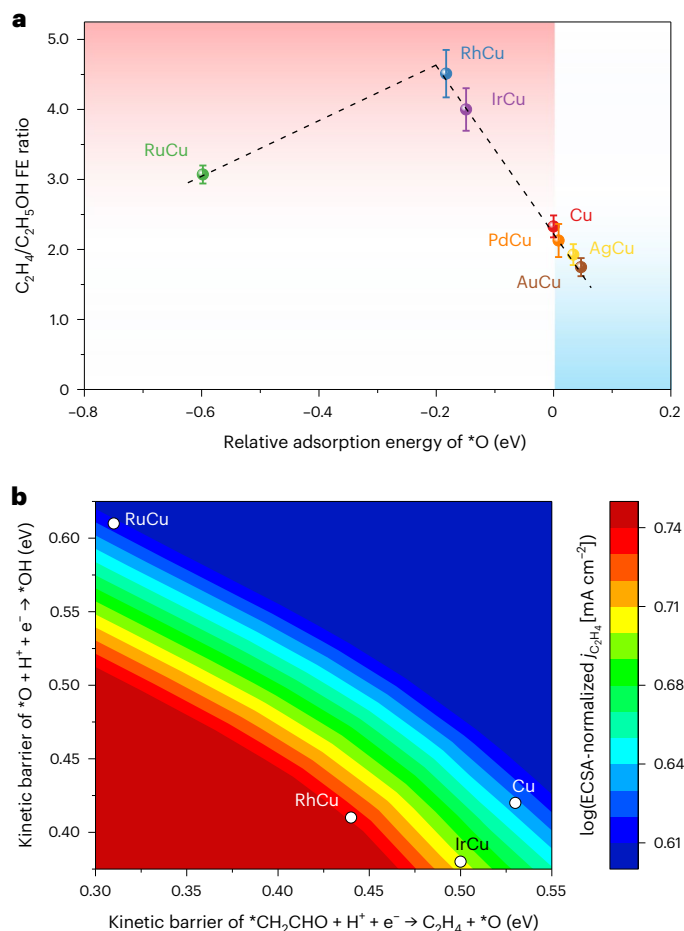 a
C₂H₄/C₂H₅OH FE ratio
5.0
4.0
3.0
2.0
1.0
0
RhCu
IrCu
RuCu
Cu
PdCu
AgCu
AuCu
−0.8
−0.6
−0.4
−0.2
0
0.2
Relative adsorption energy of *O (eV)
b
Kinetic barrier of *O + H⁺ + e⁻ → *OH (eV)
0.60
0.55
0.50
0.45
0.40
RuCu
RhCu
Cu
IrCu
0.30
0.35
0.40
0.45
0.50
0.55
Kinetic barrier of *CH₂CHO + H⁺ + e⁻ → C₂H₄ + *O (eV)
0.74
0.71
0.68
0.64
0.61
log(ECSA-normalized j_C₂H₄ [mA cm⁻²])